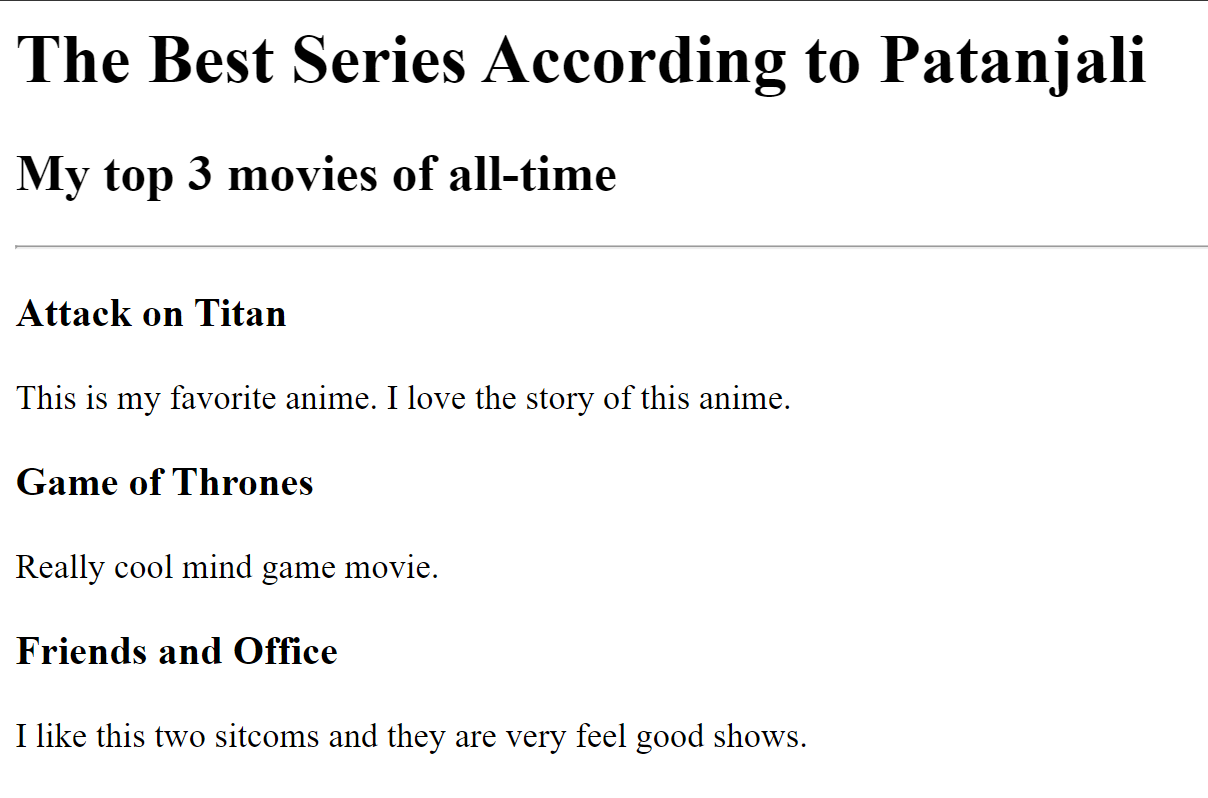 The Best Series According to Patanjali
My top 3 movies of all-time
Attack on Titan
This is my favorite anime. I love the story of this anime.
Game of Thrones
Really cool mind game movie.
Friends and Office
I like this two sitcoms and they are very feel good shows.